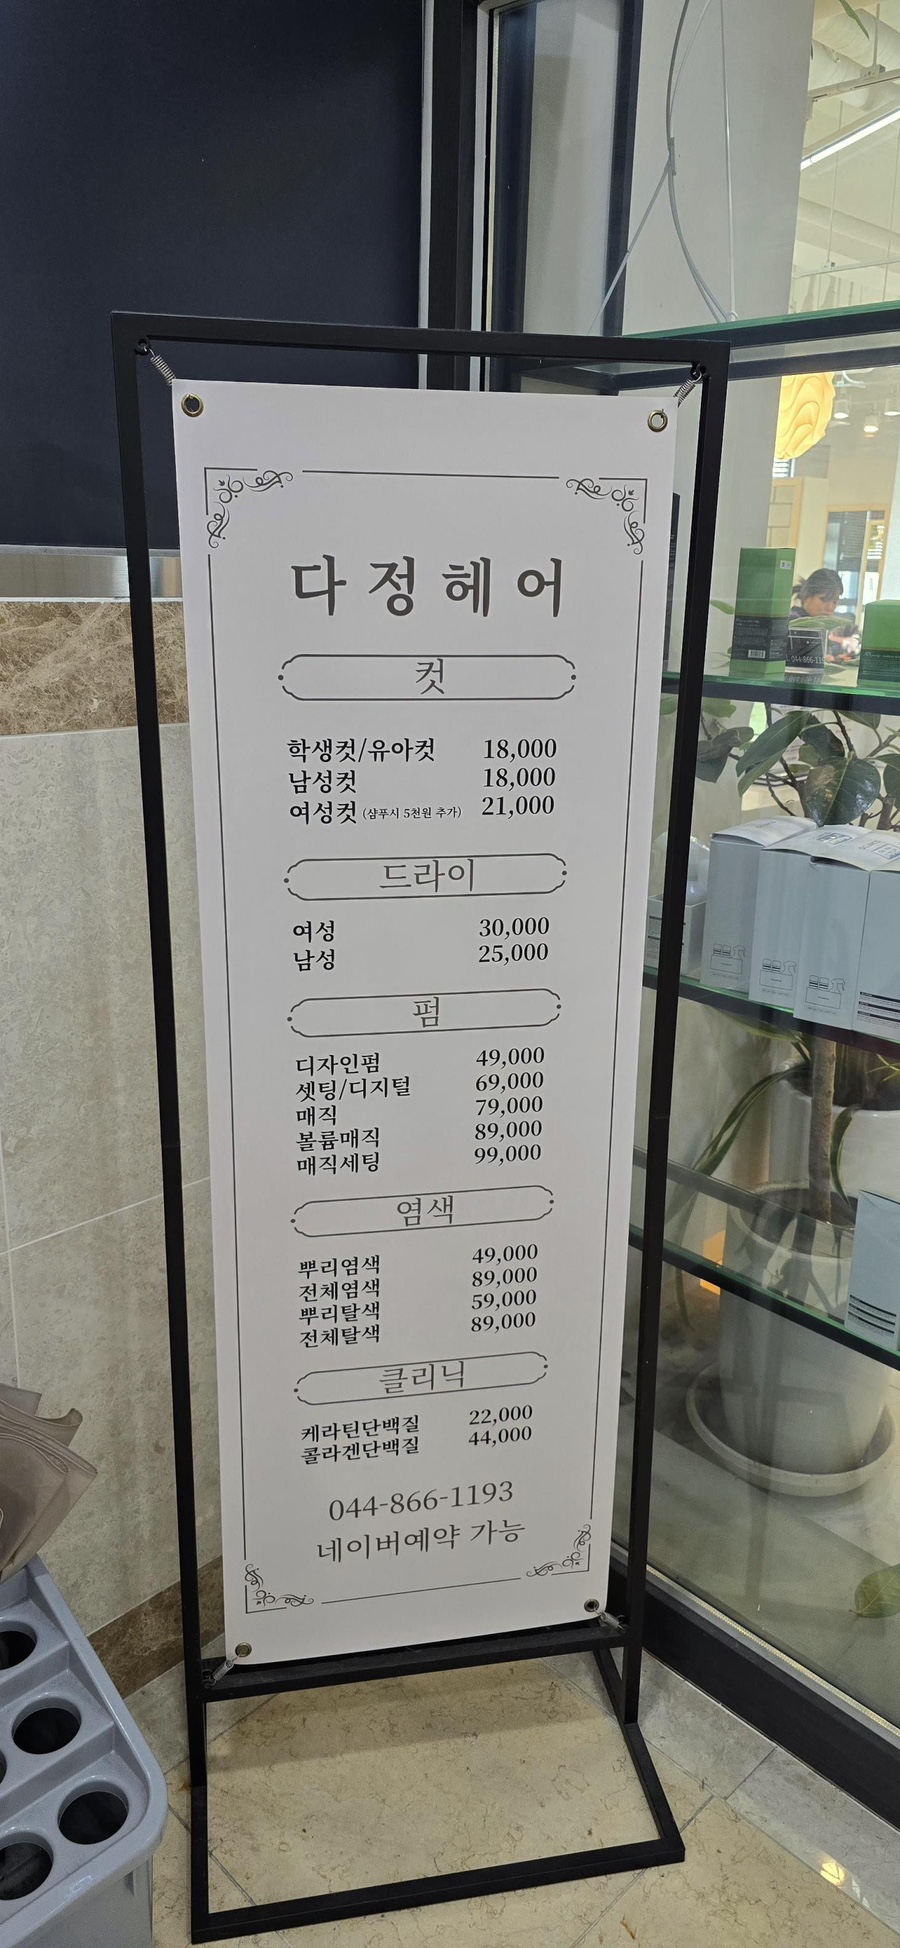 다정헤어
컷
학생컷/유아컷 18,000
남성컷 18,000
여성컷 (샴푸시 5천원 추가) 21,000
드라이
여성 30,000
남성 25,000
펌
디자인펌 49,000
셋팅/디지털 69,000
매직 79,000
볼륨매직 89,000
매직세팅 99,000
염색
뿌리염색 49,000
전체염색 89,000
뿌리탈색 59,000
전체탈색 89,000
클리닉
케라틴단백질 22,000
콜라겐단백질 44,000
044-866-1193
네이버예약 가능